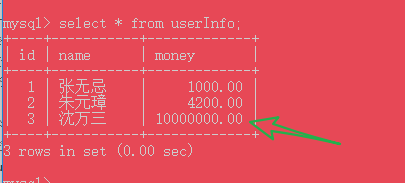 mysql> select * from userInfo;
+----+-----------+-------------+
| id | name      | money       |
+----+-----------+-------------+
|  1 | 张无忌    |     1000.00 |
|  2 | 朱元璋    |     4200.00 |
|  3 | 沈万三    | 10000000.00 |
+----+-----------+-------------+
3 rows in set (0.00 sec)
mysql>